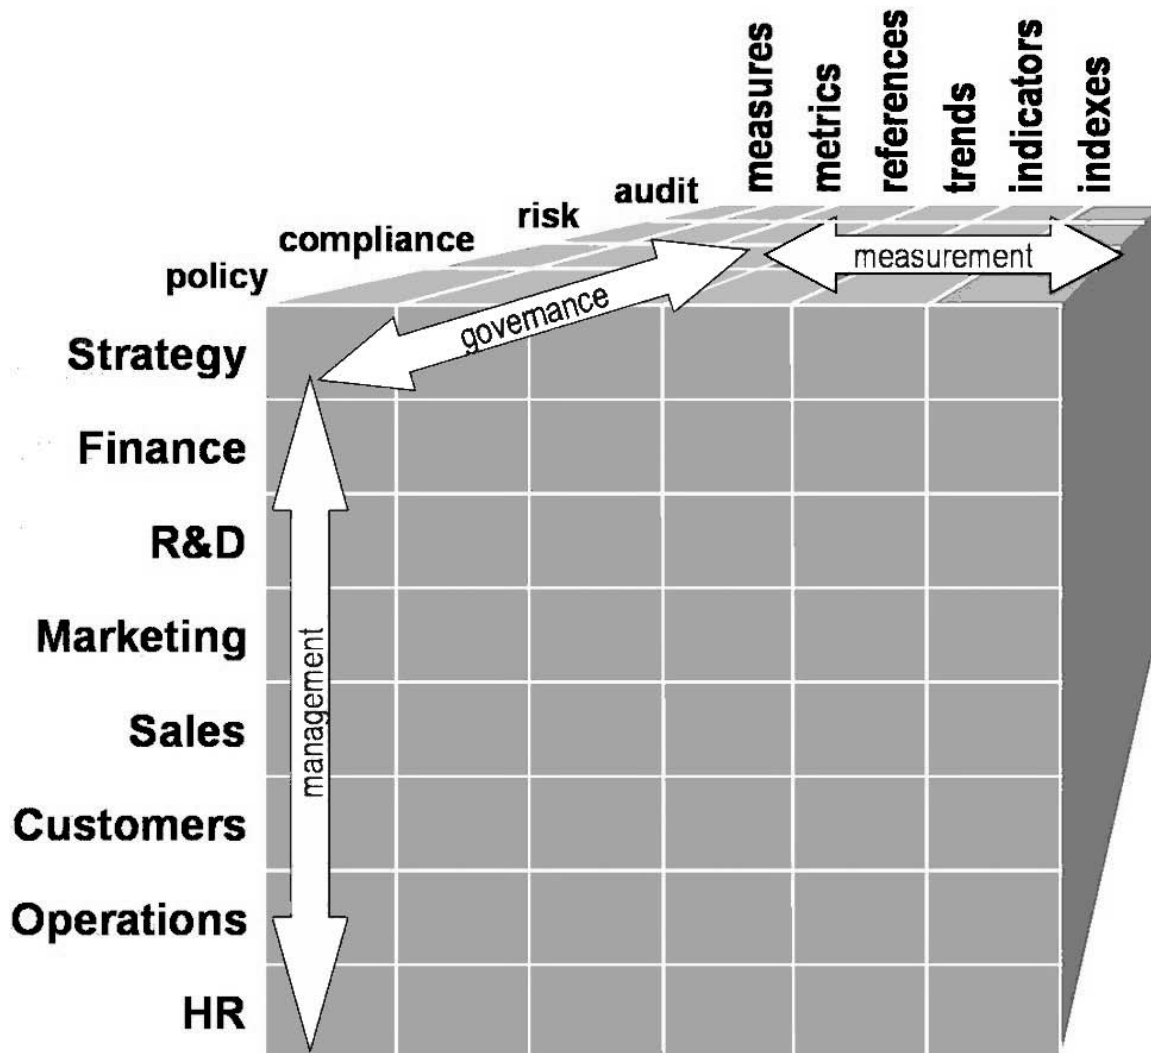 measures
metrics
references
trends
indicators
indexes
audit
risk
compliance
policy
measurement
governance
Strategy
Finance
R&D
Marketing
management
Sales
Customers
Operations
HR